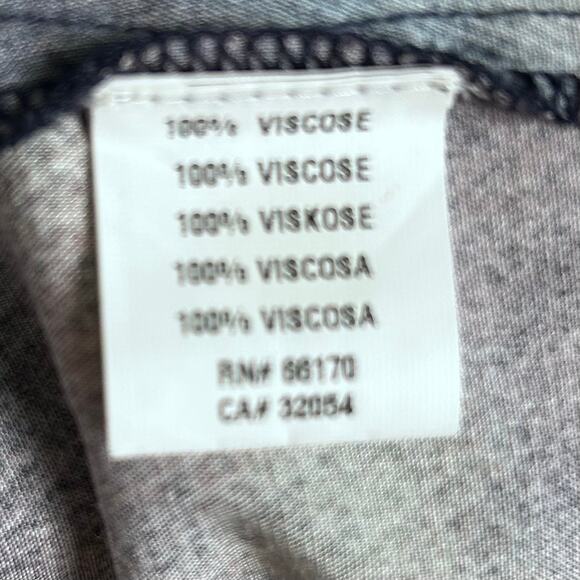 100% VISCOSE
100% VISCOSE
100% VISKOSE
100% VISCOSA
100% VISCOSA
RN# 66170
CA# 32054